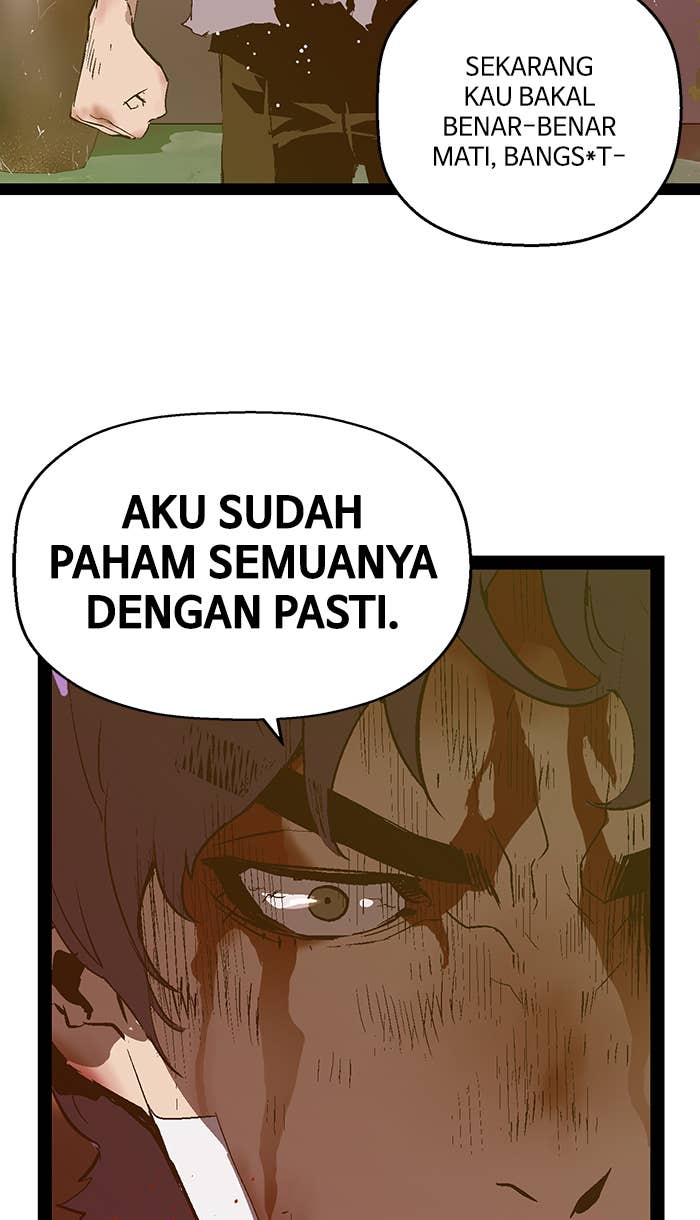 SEKARANG
KAU BAKAL
BENAR-BENAR
MATI, BANGS*T-
AKU SUDAH
PAHAM SEMUANYA
DENGAN PASTI.